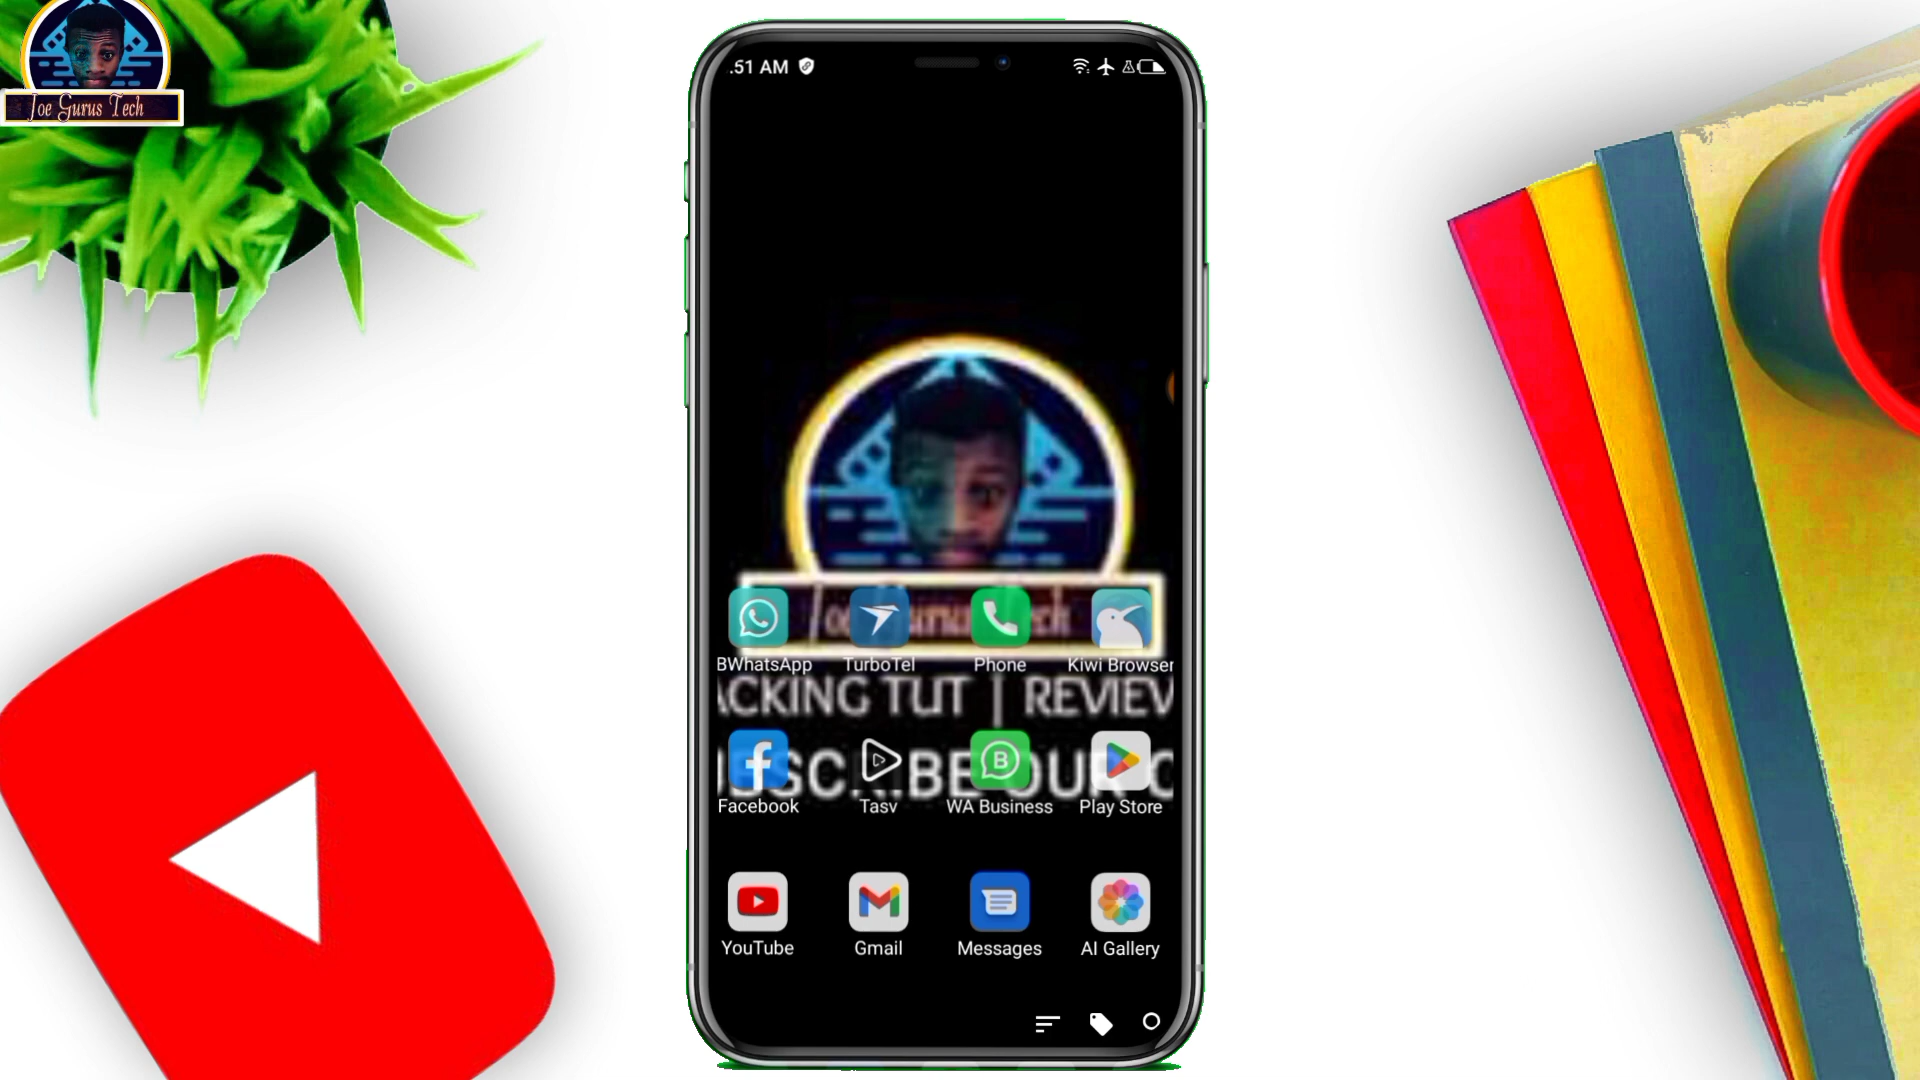 Joe Gurus Tech
.51 AM
BWhatsApp TurboTel Phone Kiwi Browser
ACKING TUT | REVIEV
Facebook Tasv WA Business Play Store
YouTube Gmail Messages AI Gallery